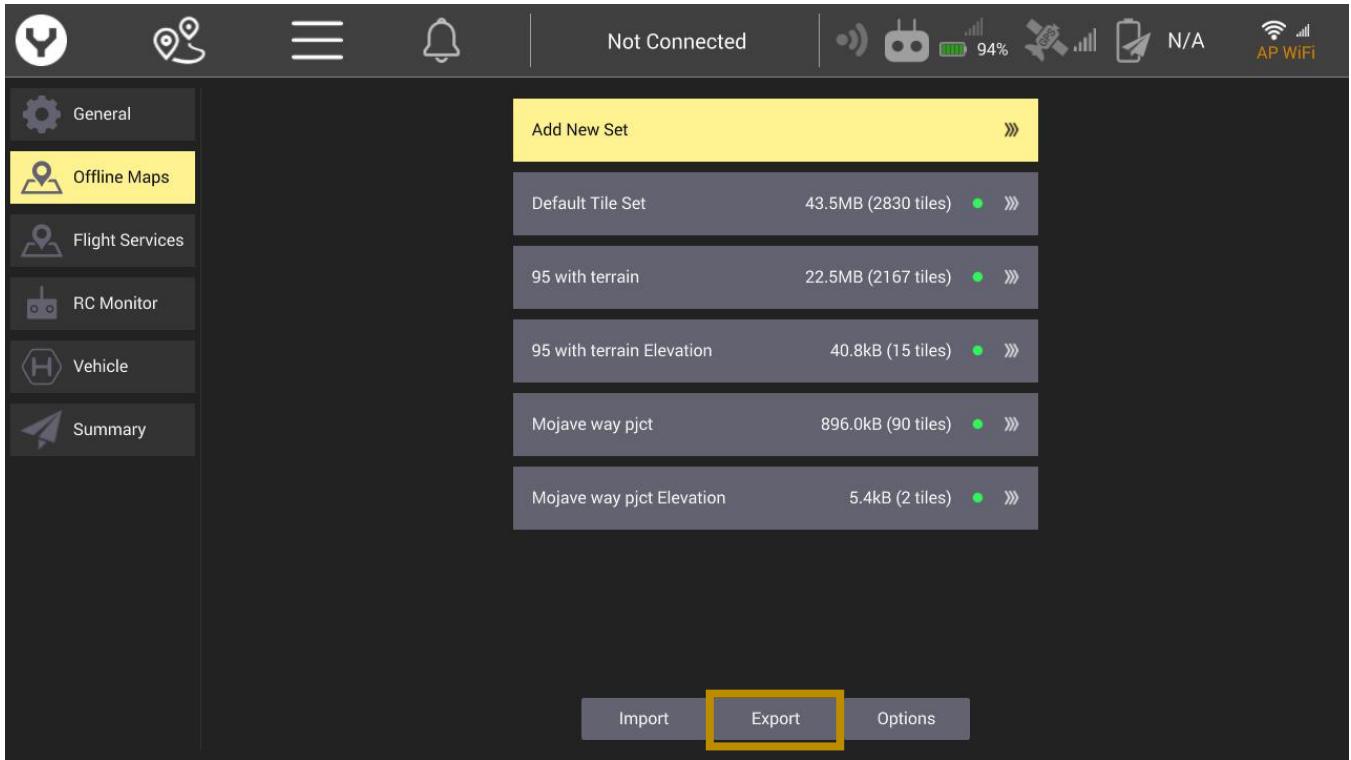 Not Connected
94%
N/A
AP WiFi
General
Offline Maps
Flight Services
RC Monitor
Vehicle
Summary
Add New Set
Default Tile Set 43.5MB (2830 tiles)
95 with terrain 22.5MB (2167 tiles)
95 with terrain Elevation 40.8kB (15 tiles)
Mojave way pjct 896.0kB (90 tiles)
Mojave way pjct Elevation 5.4kB (2 tiles)
Import Export Options